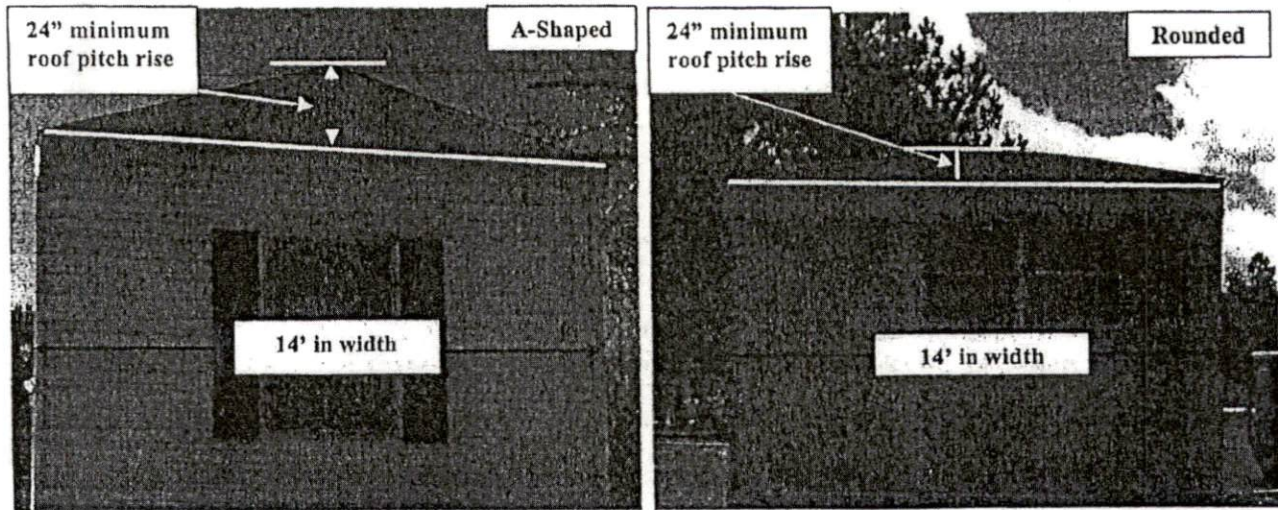 24” minimum
roof pitch rise
A-Shaped
14’ in width
24” minimum
roof pitch rise
Rounded
14’ in width